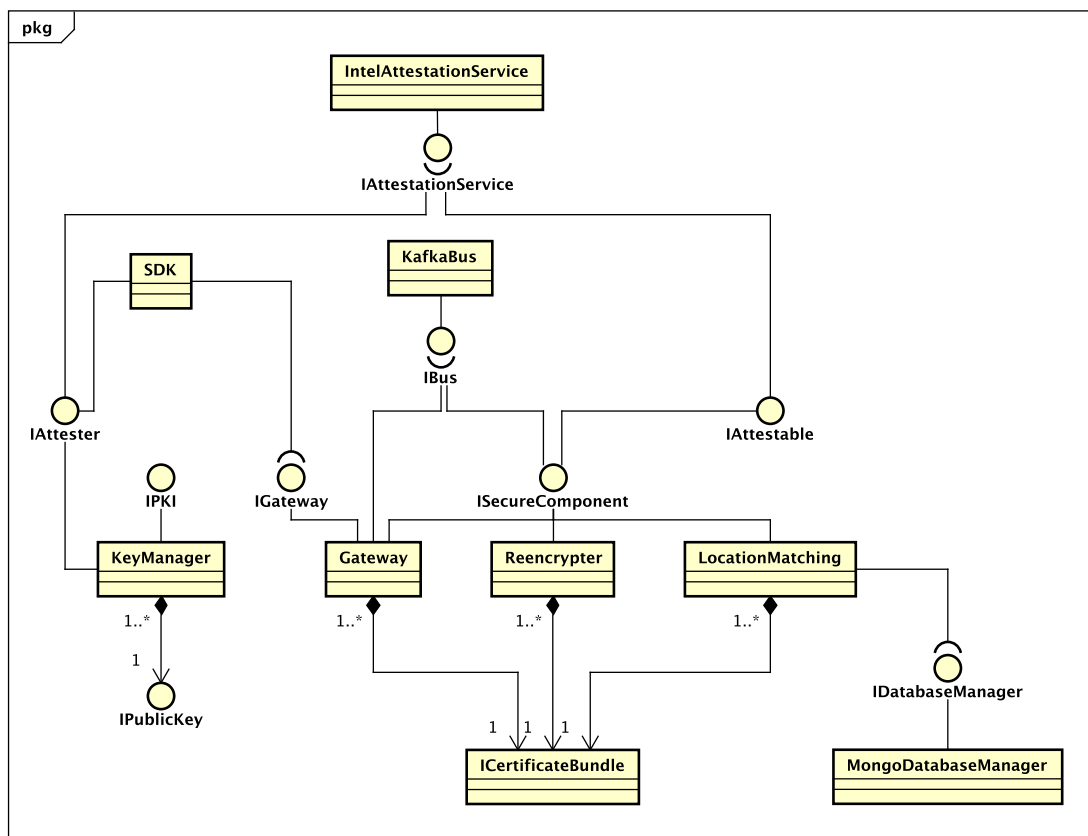 pkg
IntelAttestationService
IAttestationService
KafkaBus
SDK
IBus
IAttester
IAttestable
IPKI
IGateway
ISecureComponent
KeyManager
Gateway
Reencrypter
LocationMatching
1..*
1..*
1..*
1..*
1
IDatabaseManager
IPublicKey
1
1
1
ICertificateBundle
MongoDatabaseManager